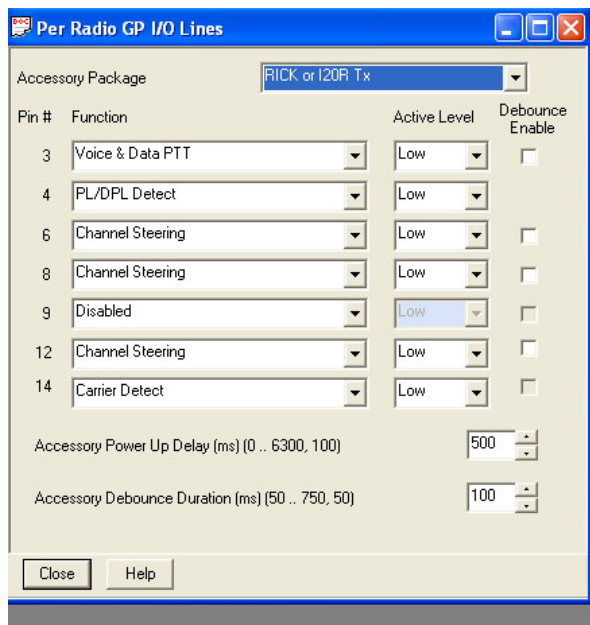 Per Radio GP I/O Lines
Accessory Package RICK or I20R Tx
Pin # Function Active Level Debounce Enable
3 Voice & Data PTT Low
4 PL/DPL Detect Low
6 Channel Steering Low
8 Channel Steering Low
9 Disabled Low
12 Channel Steering Low
14 Carrier Detect Low
Accessory Power Up Delay (ms) (0 .. 6300, 100) 500
Accessory Debounce Duration (ms) (50 .. 750, 50) 100
Close Help